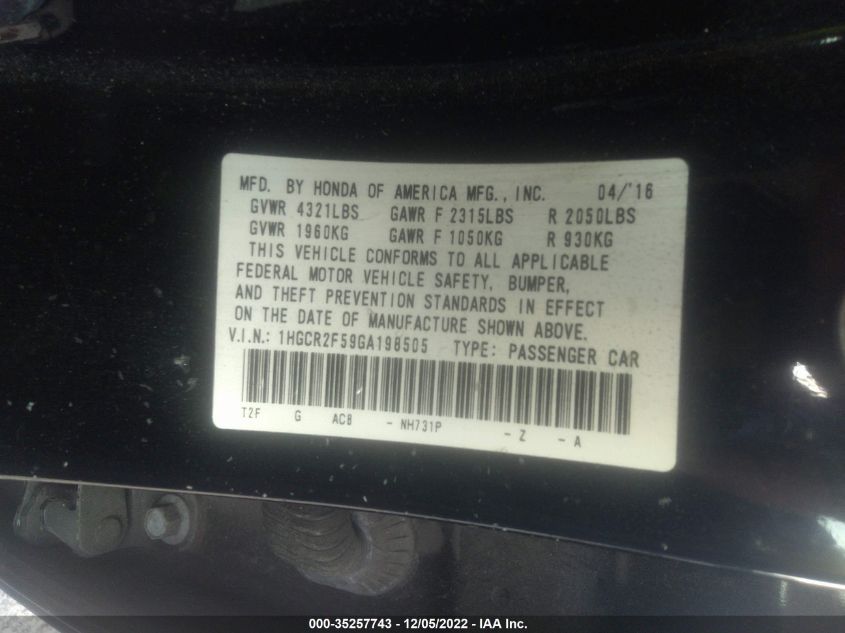 MFD. BY HONDA OF AMERICA MFG., INC. 04/'16
GVWR 4321LBS GAWR F 2315LBS R 2050LBS
GVWR 1960KG GAWR F 1050KG R 930KG
THIS VEHICLE CONFORMS TO ALL APPLICABLE
FEDERAL MOTOR VEHICLE SAFETY, BUMPER,
AND THEFT PREVENTION STANDARDS IN EFFECT
ON THE DATE OF MANUFACTURE SHOWN ABOVE.
V.I.N.: 1HGCR2F59GA198505 TYPE: PASSENGER CAR
T2F G AC8 - NH731P - Z - A
000-35257743 - 12/05/2022 - IAA Inc.